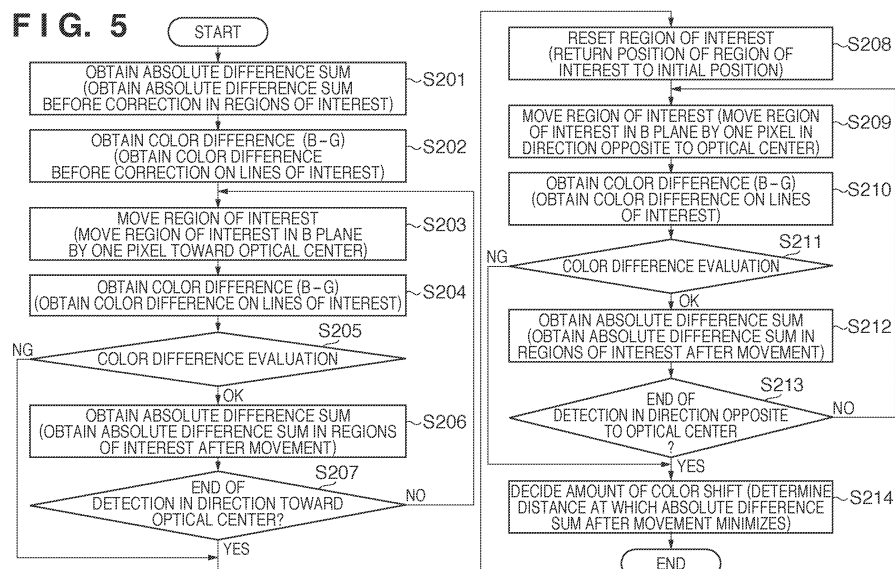 FIG. 5
START
OBTAIN ABSOLUTE DIFFERENCE SUM
(OBTAIN ABSOLUTE DIFFERENCE SUM
BEFORE CORRECTION IN REGIONS OF INTEREST)
S201
OBTAIN COLOR DIFFERENCE (B–G)
(OBTAIN COLOR DIFFERENCE
BEFORE CORRECTION ON LINES OF INTEREST)
S202
MOVE REGION OF INTEREST
(MOVE REGION OF INTEREST IN B PLANE
BY ONE PIXEL TOWARD OPTICAL CENTER)
S203
OBTAIN COLOR DIFFERENCE (B–G)
(OBTAIN COLOR DIFFERENCE ON LINES OF INTEREST)
S204
S205
NG
COLOR DIFFERENCE EVALUATION
OK
OBTAIN ABSOLUTE DIFFERENCE SUM
(OBTAIN ABSOLUTE DIFFERENCE SUM IN REGIONS
OF INTEREST AFTER MOVEMENT)
S206
S207
END OF
DETECTION IN DIRECTION TOWARD
OPTICAL CENTER?
NO
YES
RESET REGION OF INTEREST
(RETURN POSITION OF REGION OF
INTEREST TO INITIAL POSITION)
S208
MOVE REGION OF INTEREST (MOVE REGION
OF INTEREST IN B PLANE BY ONE PIXEL IN
DIRECTION OPPOSITE TO OPTICAL CENTER)
S209
OBTAIN COLOR DIFFERENCE (B–G)
(OBTAIN COLOR DIFFERENCE ON LINES
OF INTEREST)
S210
S211
NG
COLOR DIFFERENCE EVALUATION
OK
OBTAIN ABSOLUTE DIFFERENCE SUM
(OBTAIN ABSOLUTE DIFFERENCE SUM IN
REGIONS OF INTEREST AFTER MOVEMENT)
S212
S213
END OF
DETECTION IN DIRECTION OPPOSITE
TO OPTICAL CENTER
?
NO
YES
DECIDE AMOUNT OF COLOR SHIFT (DETERMINE
DISTANCE AT WHICH ABSOLUTE DIFFERENCE
SUM AFTER MOVEMENT MINIMIZES)
S214
END